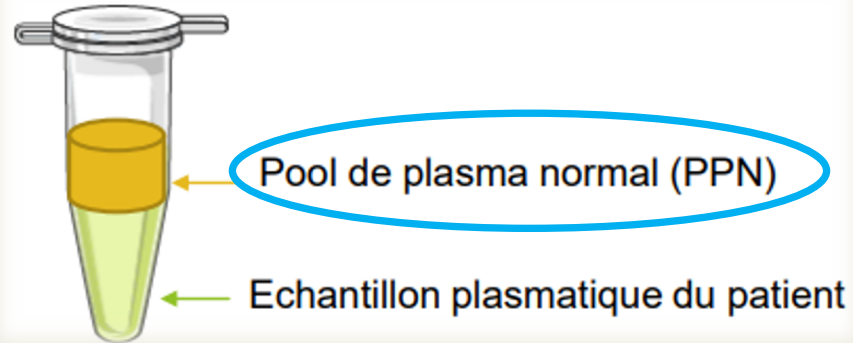 Pool de plasma normal (PPN)
Echantillon plasmatique du patient